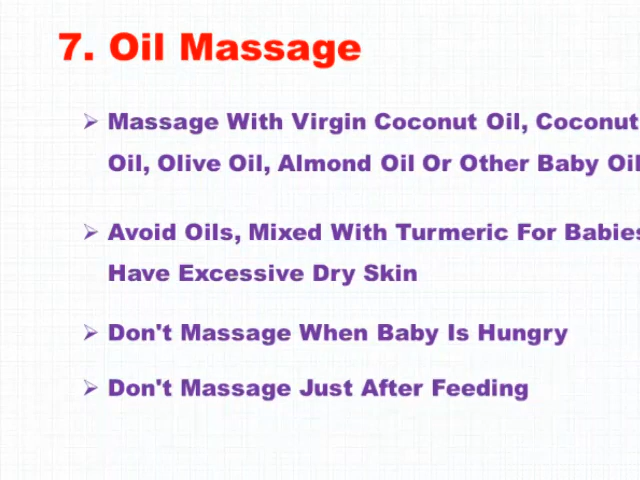 7. Oil Massage
➢ Massage With Virgin Coconut Oil, Coconut
Oil, Olive Oil, Almond Oil Or Other Baby Oil
➢ Avoid Oils, Mixed With Turmeric For Babies
Have Excessive Dry Skin
➢ Don't Massage When Baby Is Hungry
➢ Don't Massage Just After Feeding